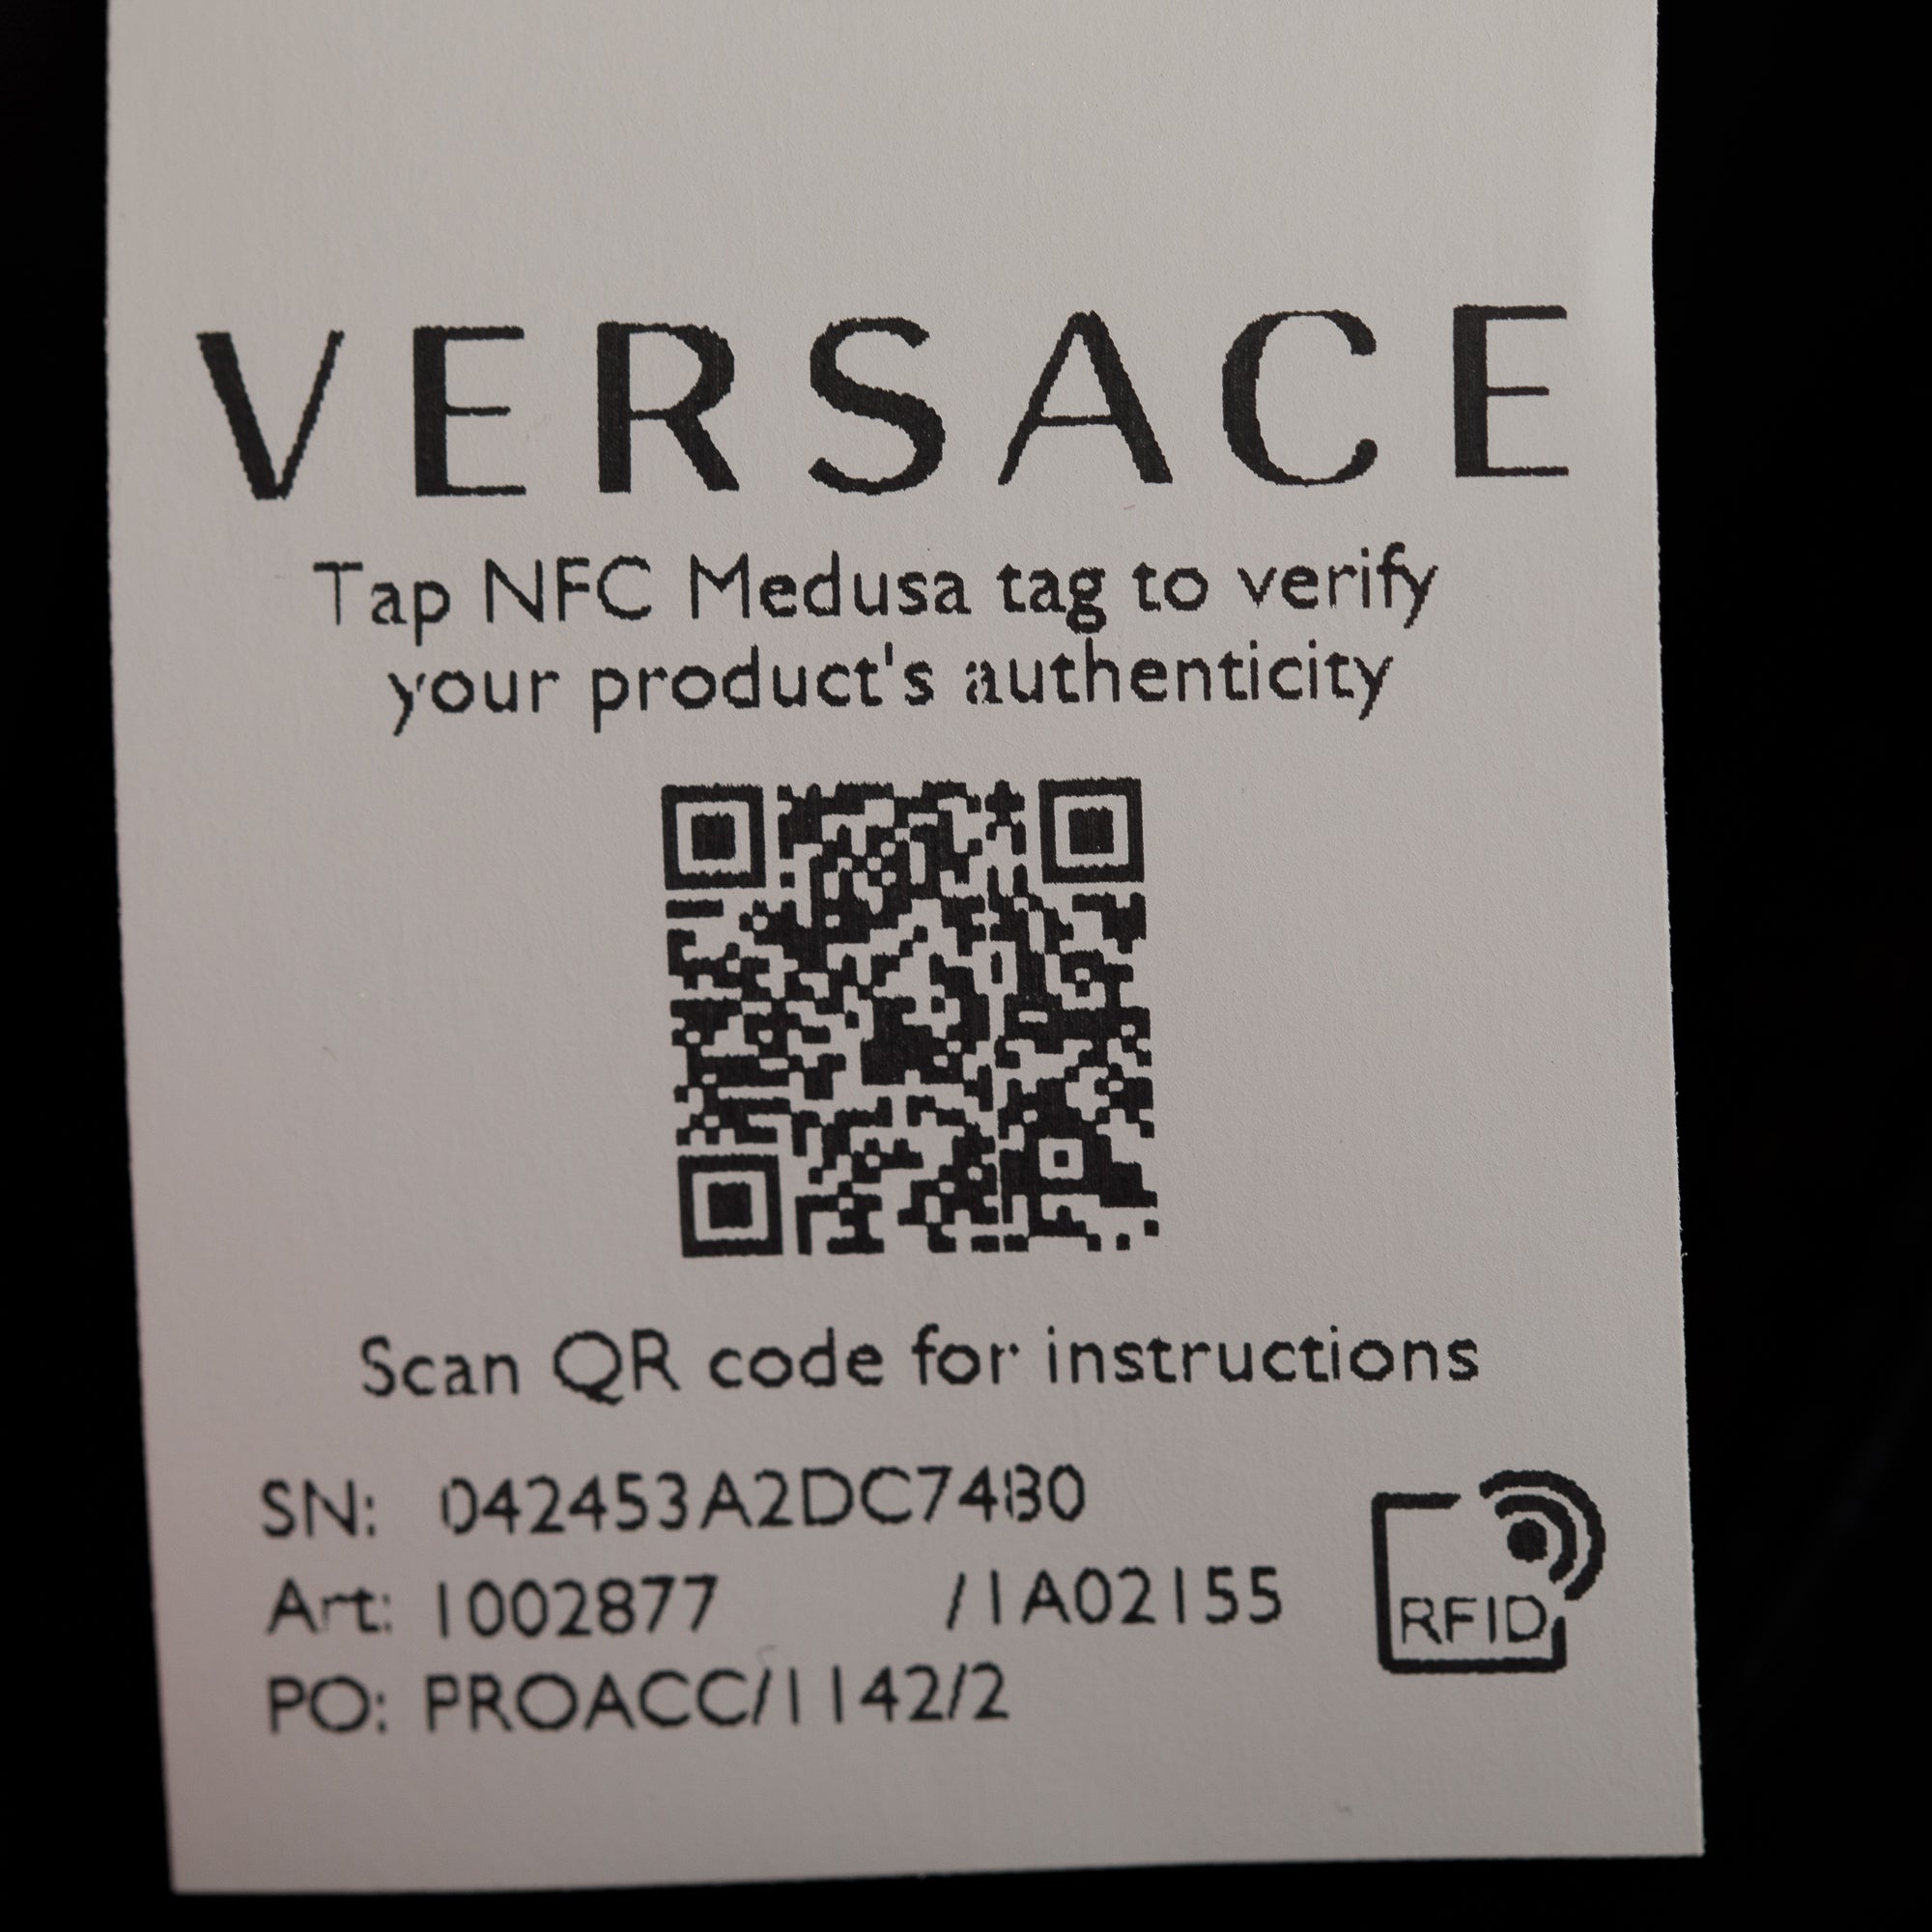 VERSACE
Tap NFC Medusa tag to verify
your product's authenticity
Scan QR code for instructions
SN: 042453A2DC7480
Art: 1002877 /1A02155
PO: PROACC/1142/2
RFID